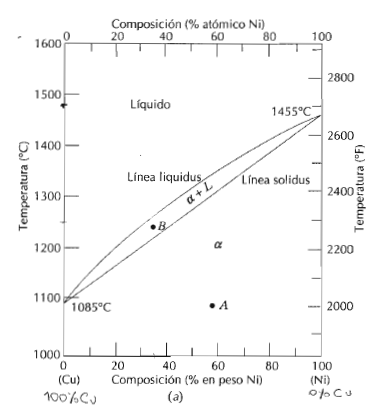 Composición (% atómico Ni)
0 20 40 60 80 100
1600
1500
1400
1300
1200
1100
1000
Temperatura (°C)
2800
2600
2400
2200
2000
Temperatura (°F)
Líquido
1455°C
Línea liquidus
α + L
Línea solidus
B
α
1085°C
A
0 20 40 60 80 100
(Cu) Composición (% en peso Ni) (Ni)
100%Cu (a) 0%Cu